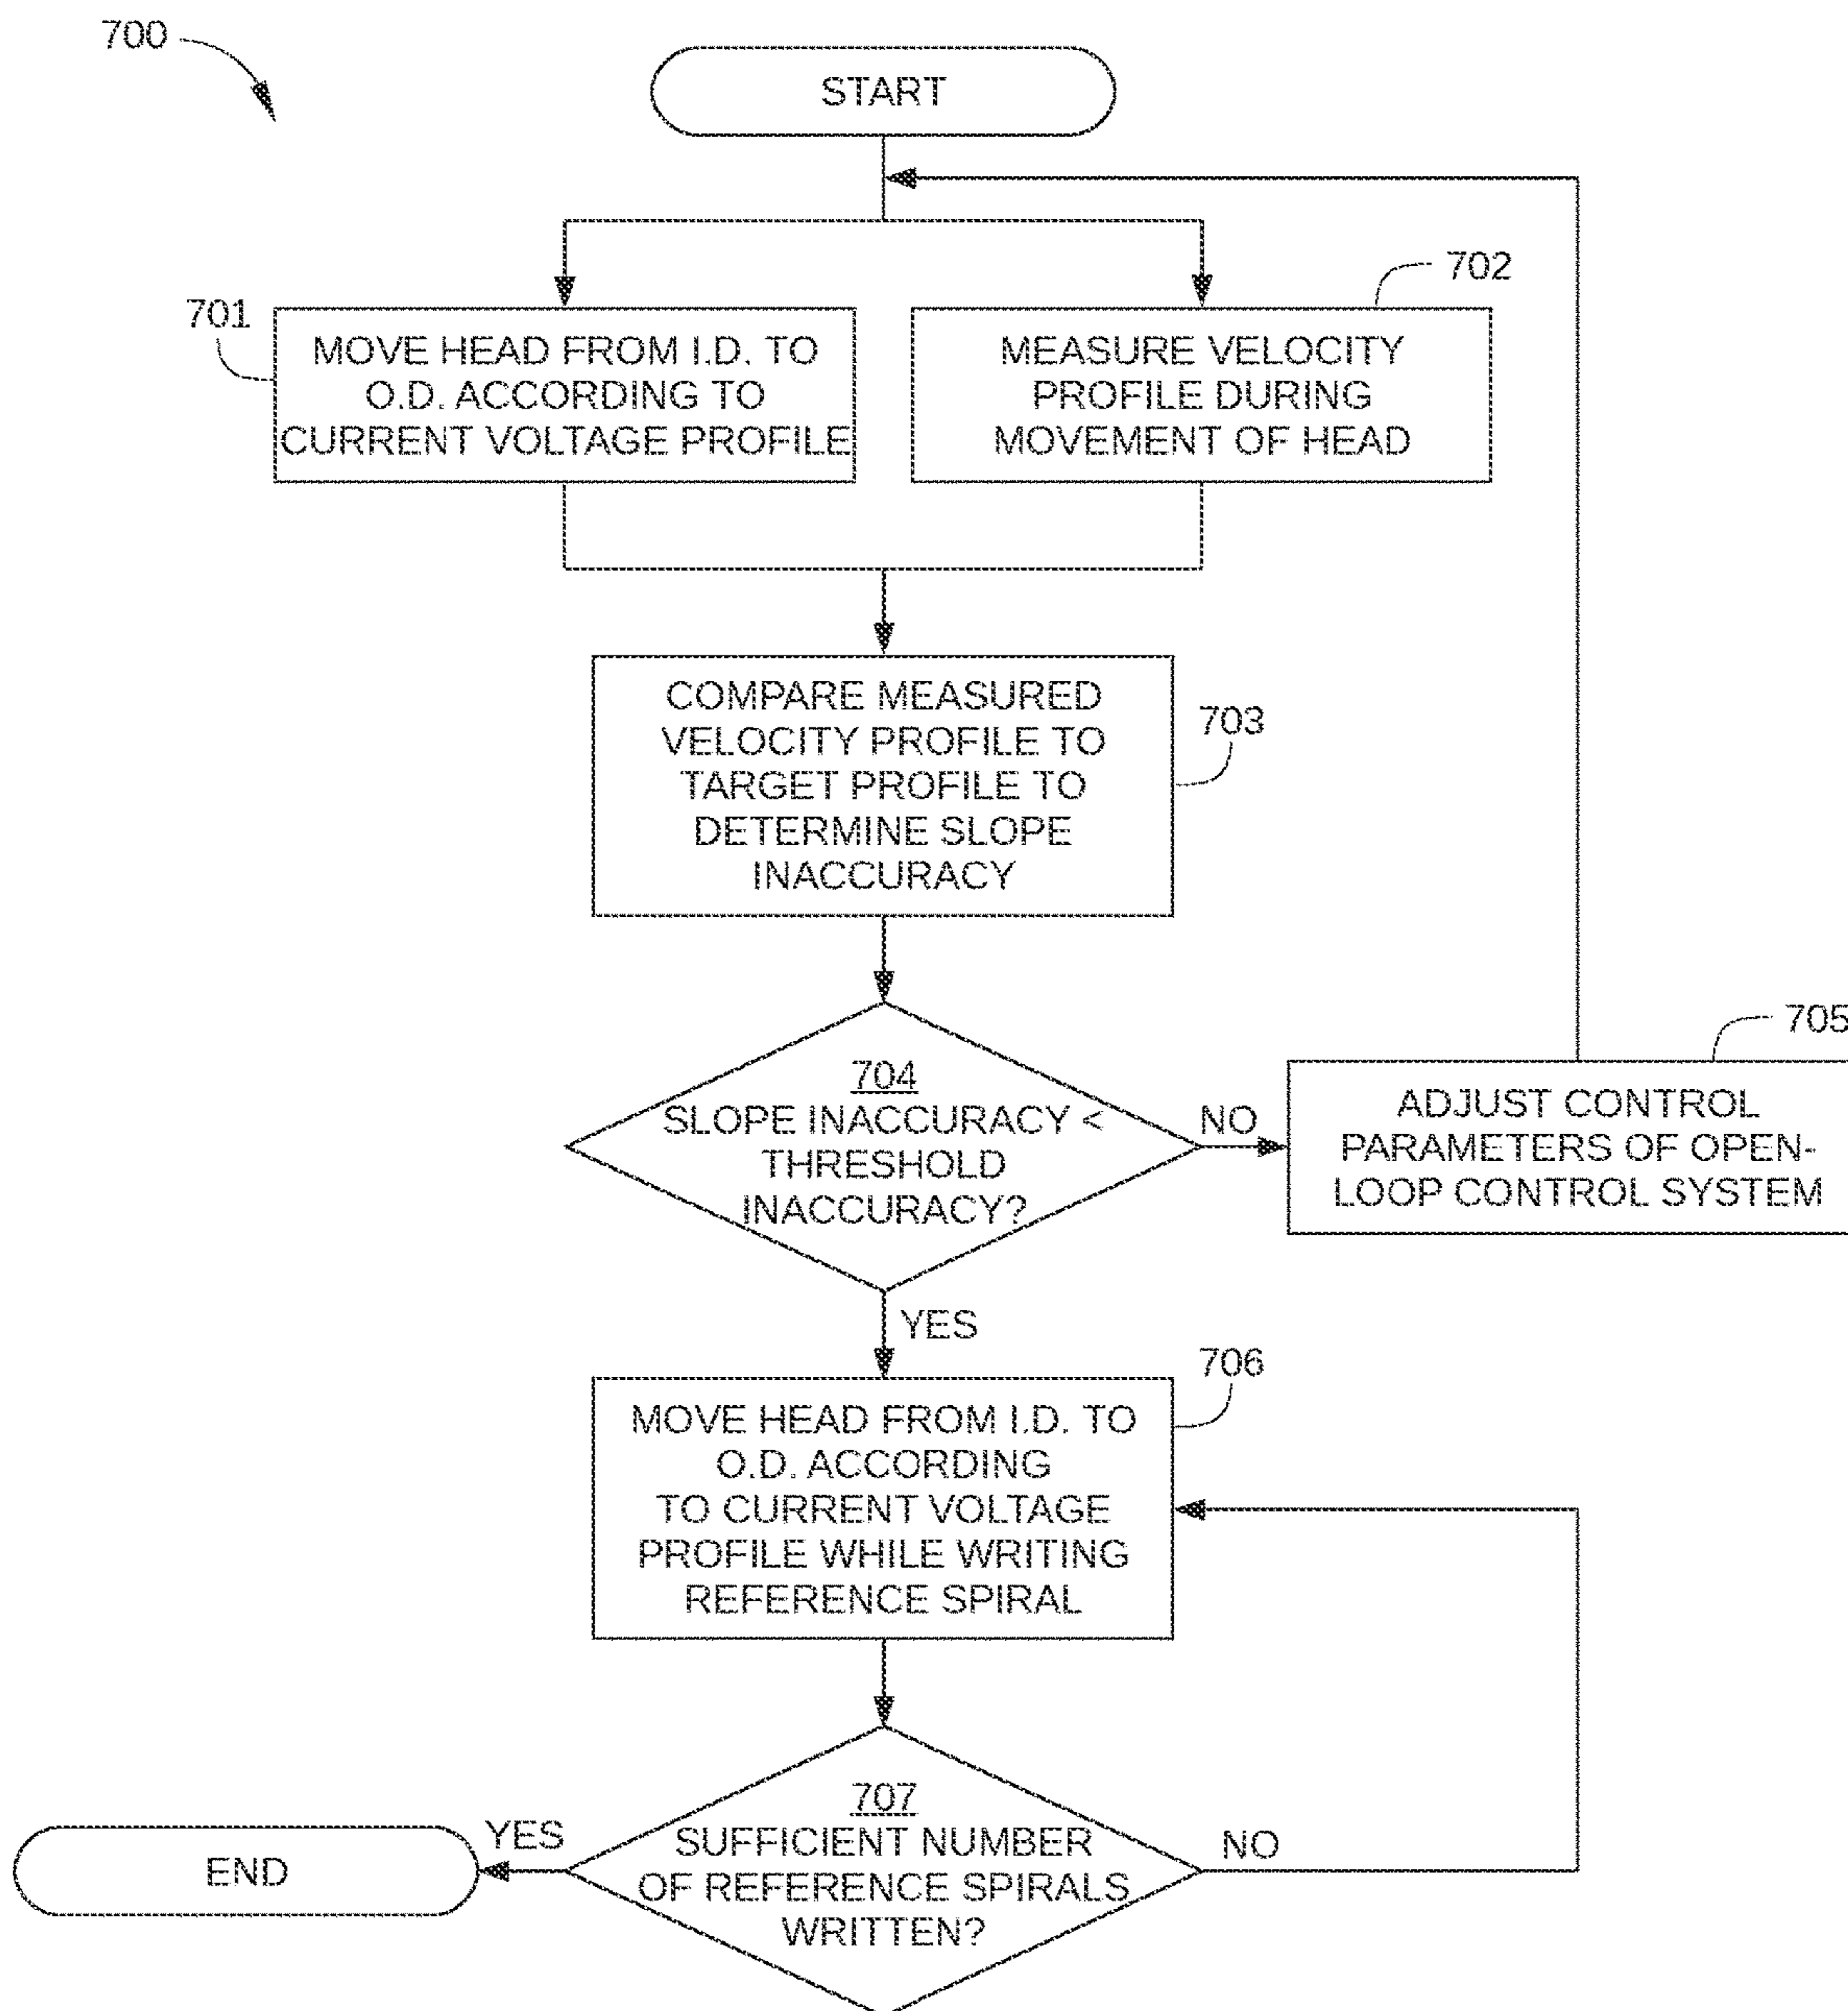 700
START
701
MOVE HEAD FROM I.D. TO
O.D. ACCORDING TO
CURRENT VOLTAGE PROFILE
702
MEASURE VELOCITY
PROFILE DURING
MOVEMENT OF HEAD
703
COMPARE MEASURED
VELOCITY PROFILE TO
TARGET PROFILE TO
DETERMINE SLOPE
INACCURACY
704
SLOPE INACCURACY <
THRESHOLD
INACCURACY?
NO
705
ADJUST CONTROL
PARAMETERS OF OPEN-
LOOP CONTROL SYSTEM
YES
706
MOVE HEAD FROM I.D. TO
O.D. ACCORDING
TO CURRENT VOLTAGE
PROFILE WHILE WRITING
REFERENCE SPIRAL
707
SUFFICIENT NUMBER
OF REFERENCE SPIRALS
WRITTEN?
YES
NO
END